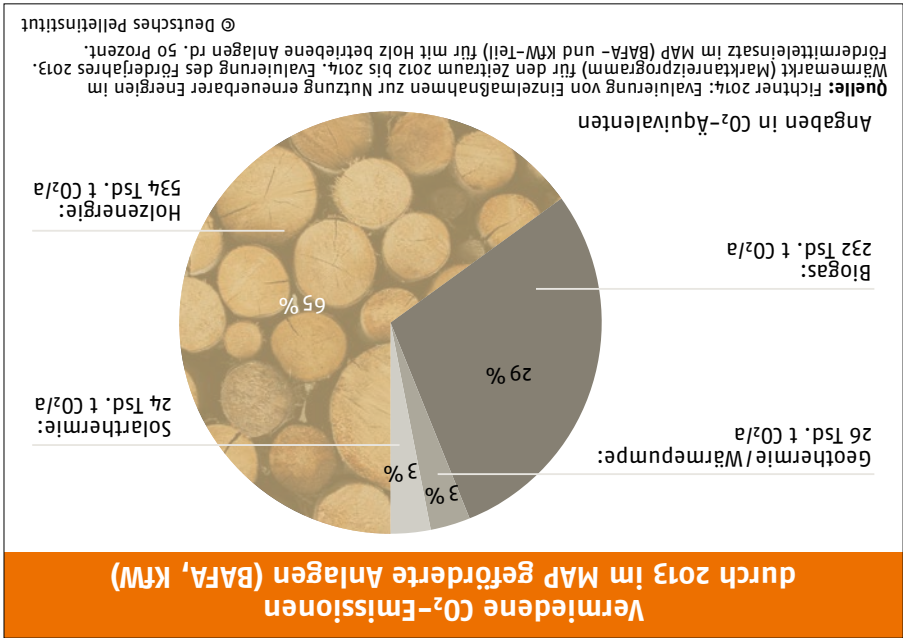 Vermiedene CO₂-Emissionen
durch 2013 im MAP geförderte Anlagen (BAFA, KfW)
Geothermie/Wärmepumpe:
26 Tsd. t CO₂/a
3 %
3 %
Solarthermie:
24 Tsd. t CO₂/a
29 %
Biogas:
232 Tsd. t CO₂/a
65 %
Holzenergie:
534 Tsd. t CO₂/a
Angaben in CO₂-Äquivalenten
Quelle: Fichtner 2014: Evaluierung von Einzelmaßnahmen zur Nutzung erneuerbarer Energien im
Wärmemarkt (Marktanreizprogramm) für den Zeitraum 2012 bis 2014. Evaluierung des Förderjahres 2013.
Fördermitteleinsatz im MAP (BAFA- und KfW-Teil) für mit Holz betriebene Anlagen rd. 50 Prozent.
© Deutsches Pelletinstitut